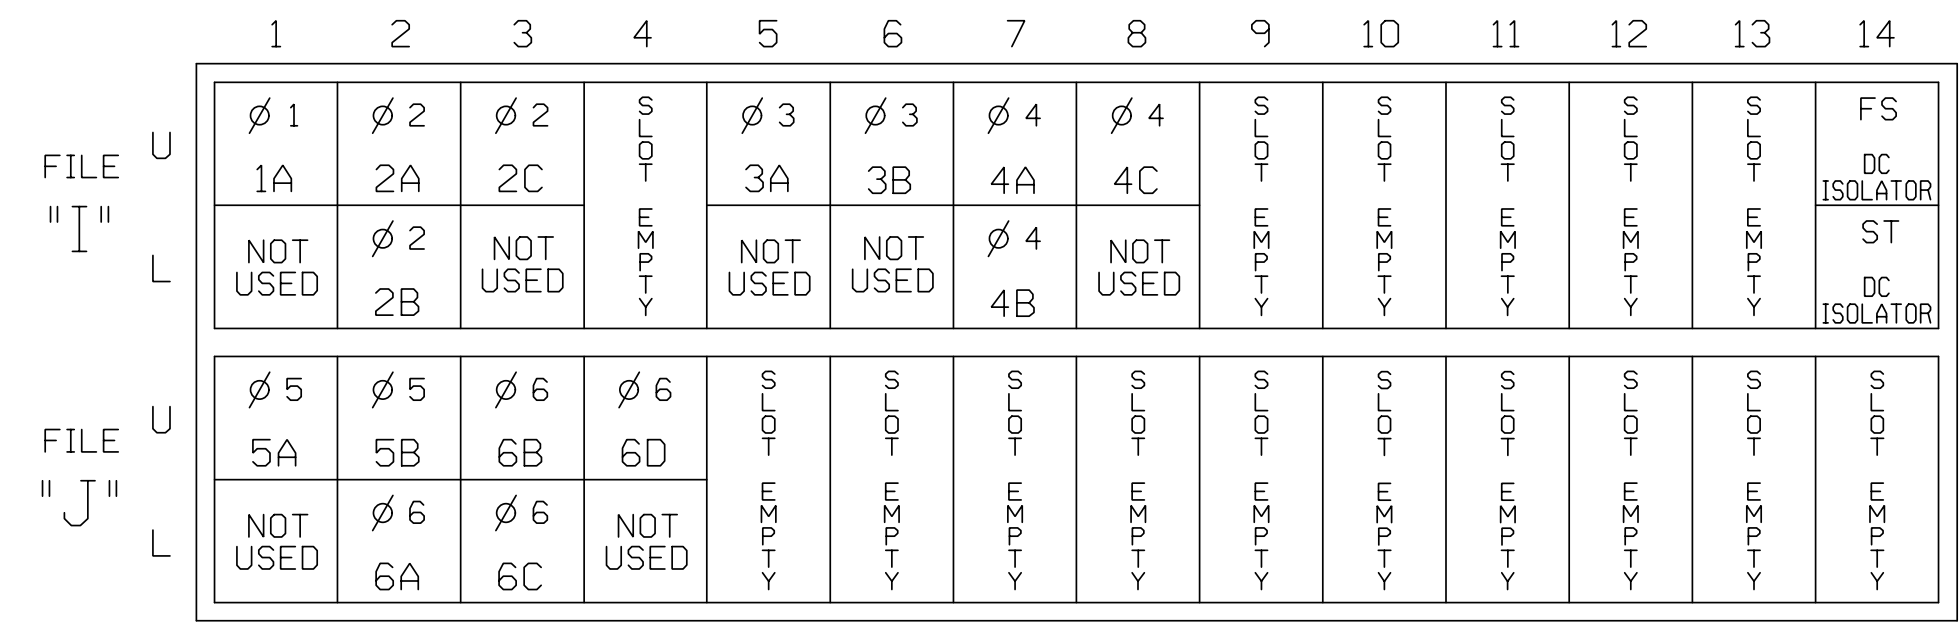 1 2 3 4 5 6 7 8 9 10 11 12 13 14
FILE "I"
U
Ø 1 Ø 2 Ø 2 SLOT EMPTY Ø 3 Ø 3 Ø 4 Ø 4 SLOT EMPTY SLOT EMPTY SLOT EMPTY SLOT EMPTY SLOT EMPTY FS
1A 2A 2C 3A 3B 4A 4C DC ISOLATOR
L
NOT USED Ø 2 NOT USED NOT USED NOT USED Ø 4 NOT USED ST
2B 4B DC ISOLATOR
FILE "J"
U
Ø 5 Ø 5 Ø 6 Ø 6 SLOT EMPTY SLOT EMPTY SLOT EMPTY SLOT EMPTY SLOT EMPTY SLOT EMPTY SLOT EMPTY SLOT EMPTY SLOT EMPTY SLOT EMPTY
5A 5B 6B 6D
L
NOT USED Ø 6 Ø 6 NOT USED
6A 6C